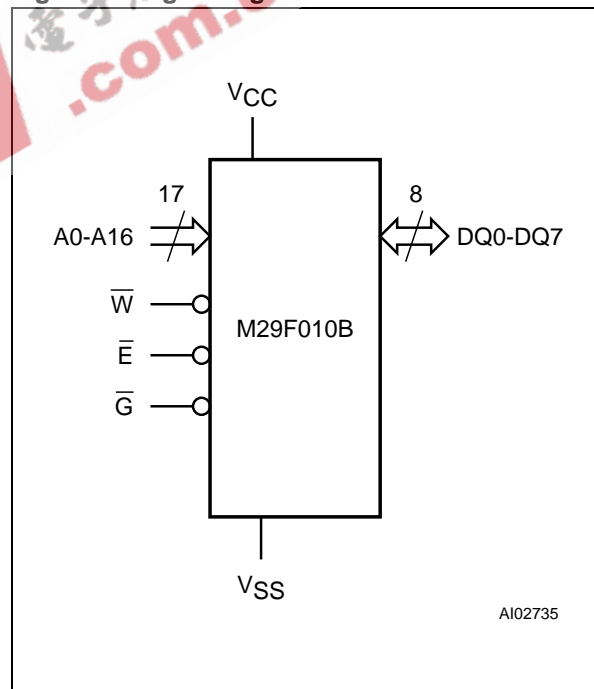 .com
VCC
17
8
A0-A16
DQ0-DQ7
W
M29F010B
E
G
VSS
AI02735